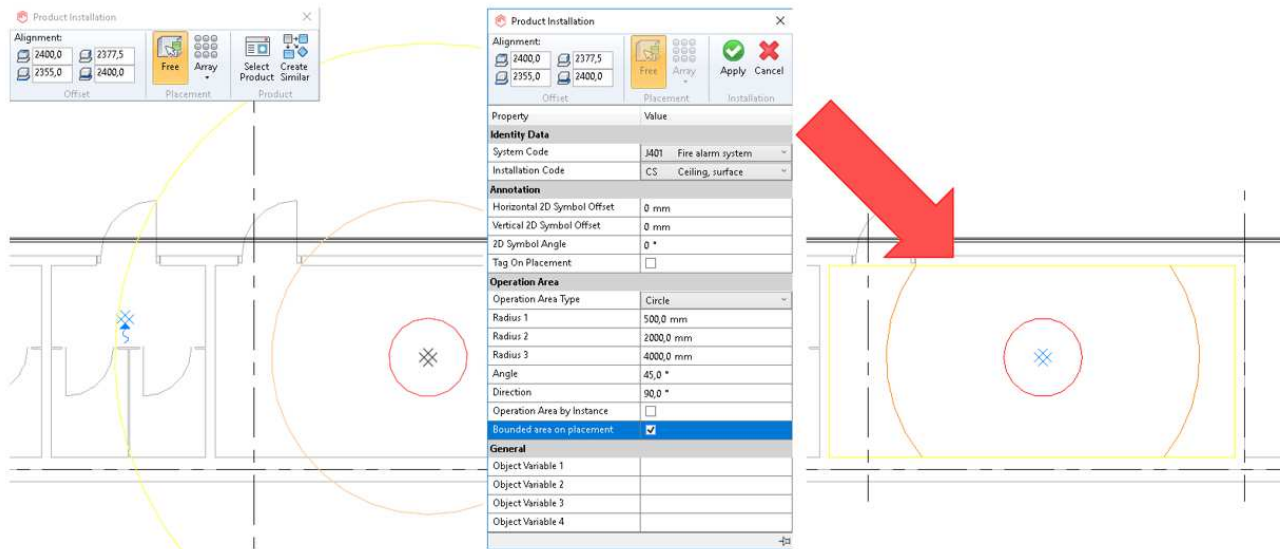 Product Installation
Alignment:
2400,0 2377,5
2355,0 2400,0
Free Array Select Product Create Similar
Offset Placement Product
Product Installation
Alignment:
2400,0 2377,5
2355,0 2400,0
Free Array Apply Cancel
Offset Placement Installation
Property Value
Identity Data
System Code J401 Fire alarm system
Installation Code CS Ceiling, surface
Annotation
Horizontal 2D Symbol Offset 0 mm
Vertical 2D Symbol Offset 0 mm
2D Symbol Angle 0 °
Tag On Placement
Operation Area
Operation Area Type Circle
Radius 1 500,0 mm
Radius 2 2000,0 mm
Radius 3 4000,0 mm
Angle 45,0 °
Direction 90,0 °
Operation Area by Instance
Bounded area on placement
General
Object Variable 1
Object Variable 2
Object Variable 3
Object Variable 4